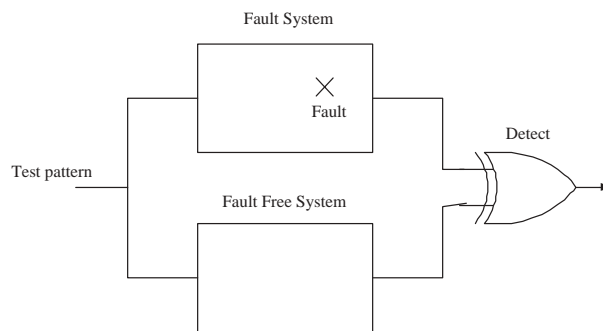 Fault System
Fault
Detect
Test pattern
Fault Free System